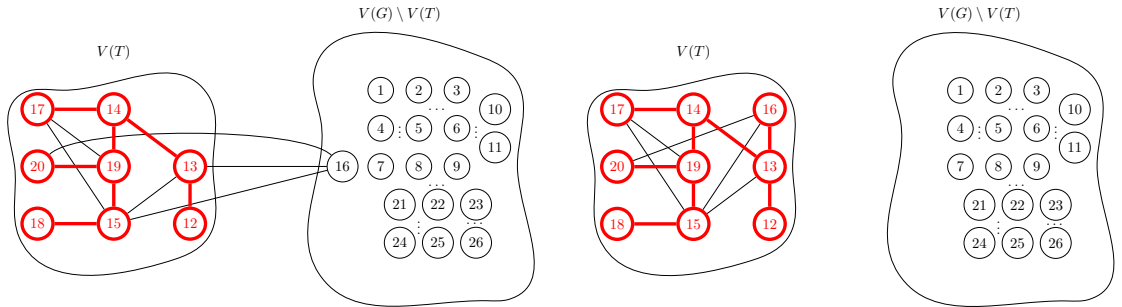 V(G) \ V(T) V(G) \ V(T)
V(T) V(T)
1 2 3 1 2 3
17 14 ... 10 17 14 16 ... 10
4 ⋮ 5 6 ⋮ 4 ⋮ 5 6 ⋮
11 11
20 19 13 16 7 8 9 20 19 13 7 8 9
... ...
21 22 23 21 22 23
18 15 12 ⋮ ... 18 15 12 ⋮ ...
24 25 26 24 25 26